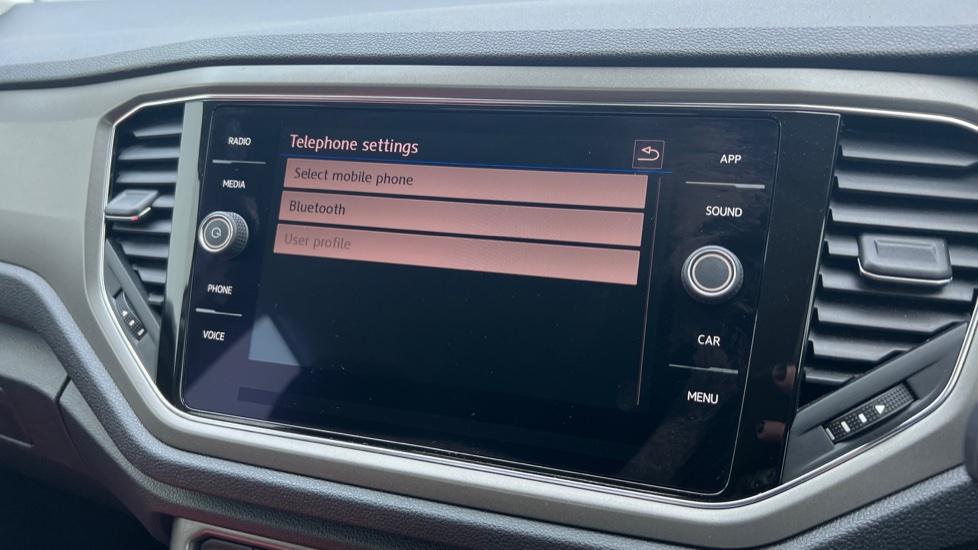 RADIO
MEDIA
PHONE
VOICE
Telephone settings
Select mobile phone
Bluetooth
User profile
APP
SOUND
CAR
MENU